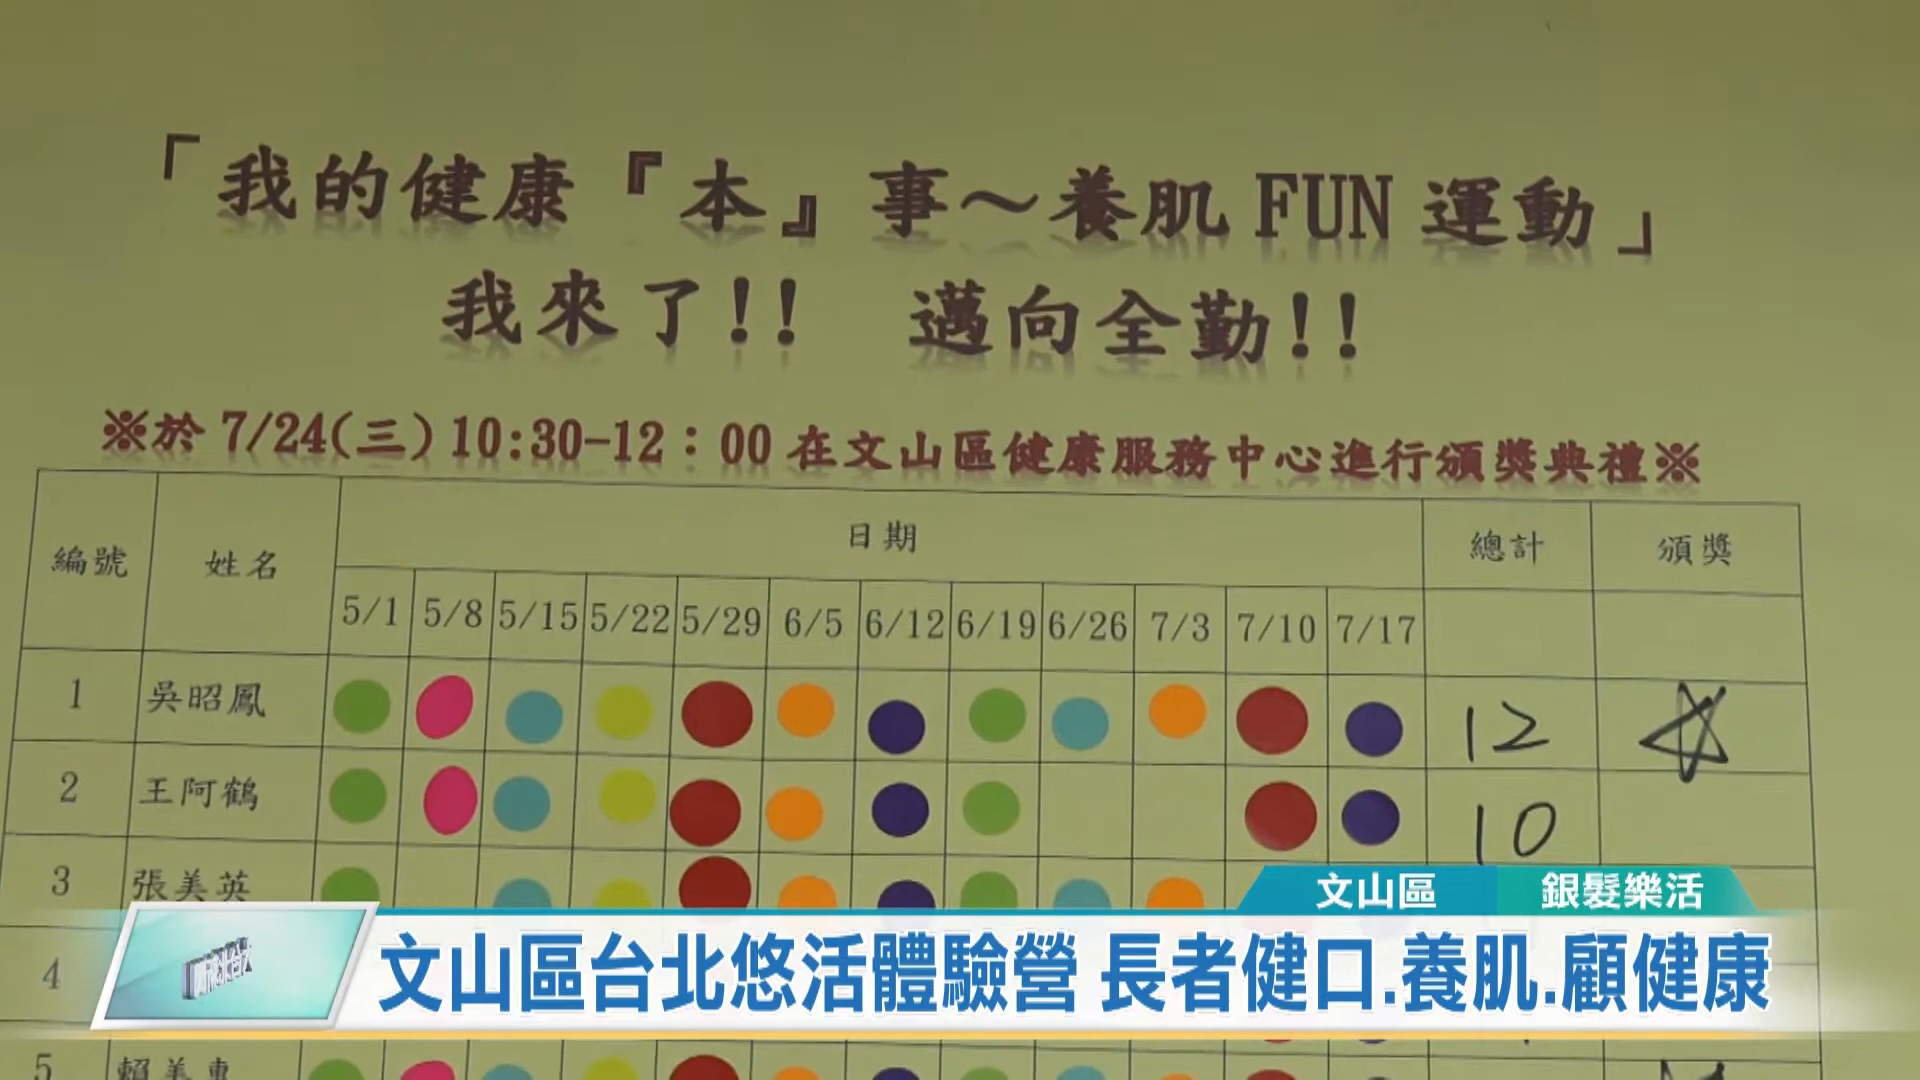 「我的健康『本』事～養肌 FUN 運動」
我來了!! 邁向全勤!!
※於 7/24(三) 10:30-12：00 在文山區健康服務中心進行頒獎典禮※
編號 姓名 日期 總計 頒獎
5/1 5/8 5/15 5/22 5/29 6/5 6/12 6/19 6/26 7/3 7/10 7/17
1 吳昭鳳 12
2 王阿鶴 10
3 張美英
文山區 銀髮樂活
文山區台北悠活體驗營 長者健口.養肌.顧健康
4
5 賴美惠